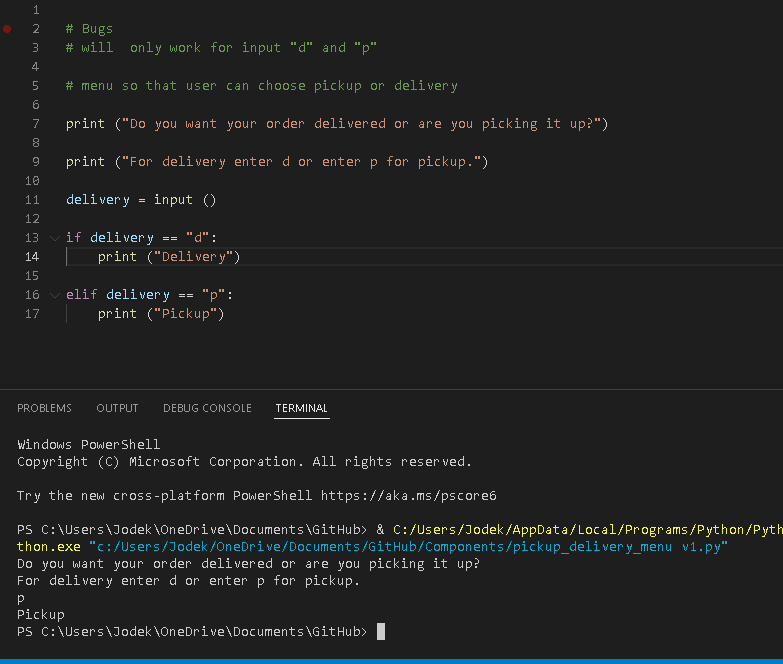 1
2 # Bugs
3 # will  only work for input "d" and "p"
4
5 # menu so that user can choose pickup or delivery
6
7 print ("Do you want your order delivered or are you picking it up?")
8
9 print ("For delivery enter d or enter p for pickup.")
10
11 delivery = input ()
12
13 if delivery == "d":
14     print ("Delivery")
15
16 elif delivery == "p":
17     print ("Pickup")
PROBLEMS OUTPUT DEBUG CONSOLE TERMINAL
Windows PowerShell
Copyright (C) Microsoft Corporation. All rights reserved.
Try the new cross-platform PowerShell https://aka.ms/pscore6
PS C:\Users\Jodek\OneDrive\Documents\GitHub> & C:/Users/Jodek/AppData/Local/Programs/Python/Pyth
thon.exe "c:/Users/Jodek/OneDrive/Documents/GitHub/Components/pickup_delivery_menu v1.py"
Do you want your order delivered or are you picking it up?
For delivery enter d or enter p for pickup.
p
Pickup
PS C:\Users\Jodek\OneDrive\Documents\GitHub>